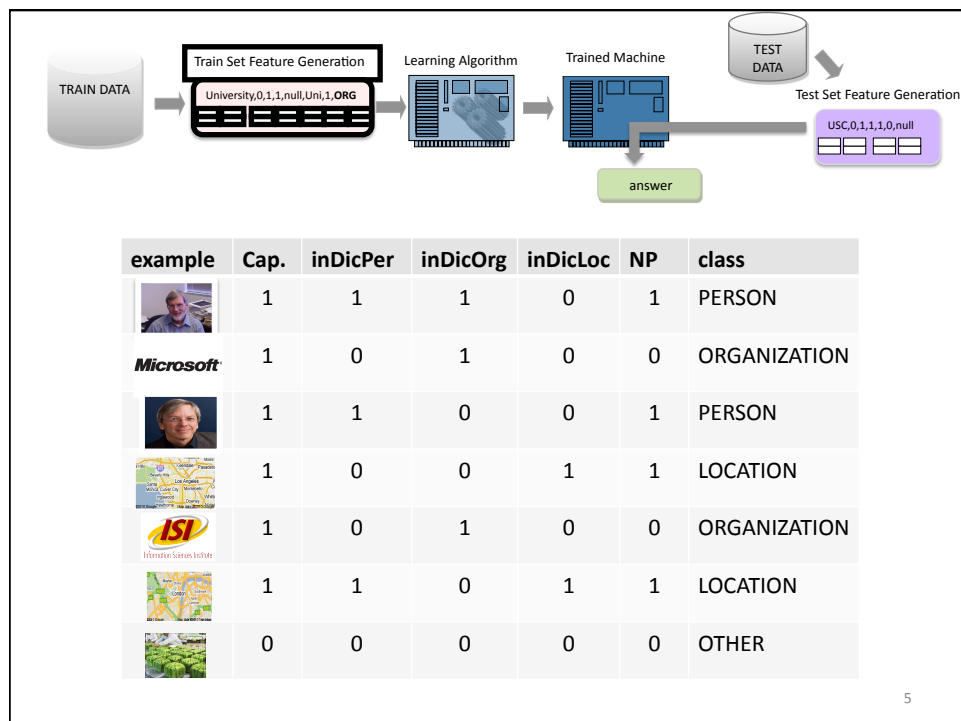 TRAIN DATA
Train Set Feature Generation
University,0,1,1,null,Uni,1,ORG
Learning Algorithm
Trained Machine
TEST
DATA
Test Set Feature Generation
USC,0,1,1,1,0,null
answer
example Cap. inDicPer inDicOrg inDicLoc NP class
1 1 1 0 1 PERSON
Microsoft 1 0 1 0 0 ORGANIZATION
1 1 0 0 1 PERSON
Los Angeles
1 0 0 1 1 LOCATION
ISI 1 0 1 0 0 ORGANIZATION
Information Sciences Institute
London 1 1 0 1 1 LOCATION
0 0 0 0 0 OTHER
5